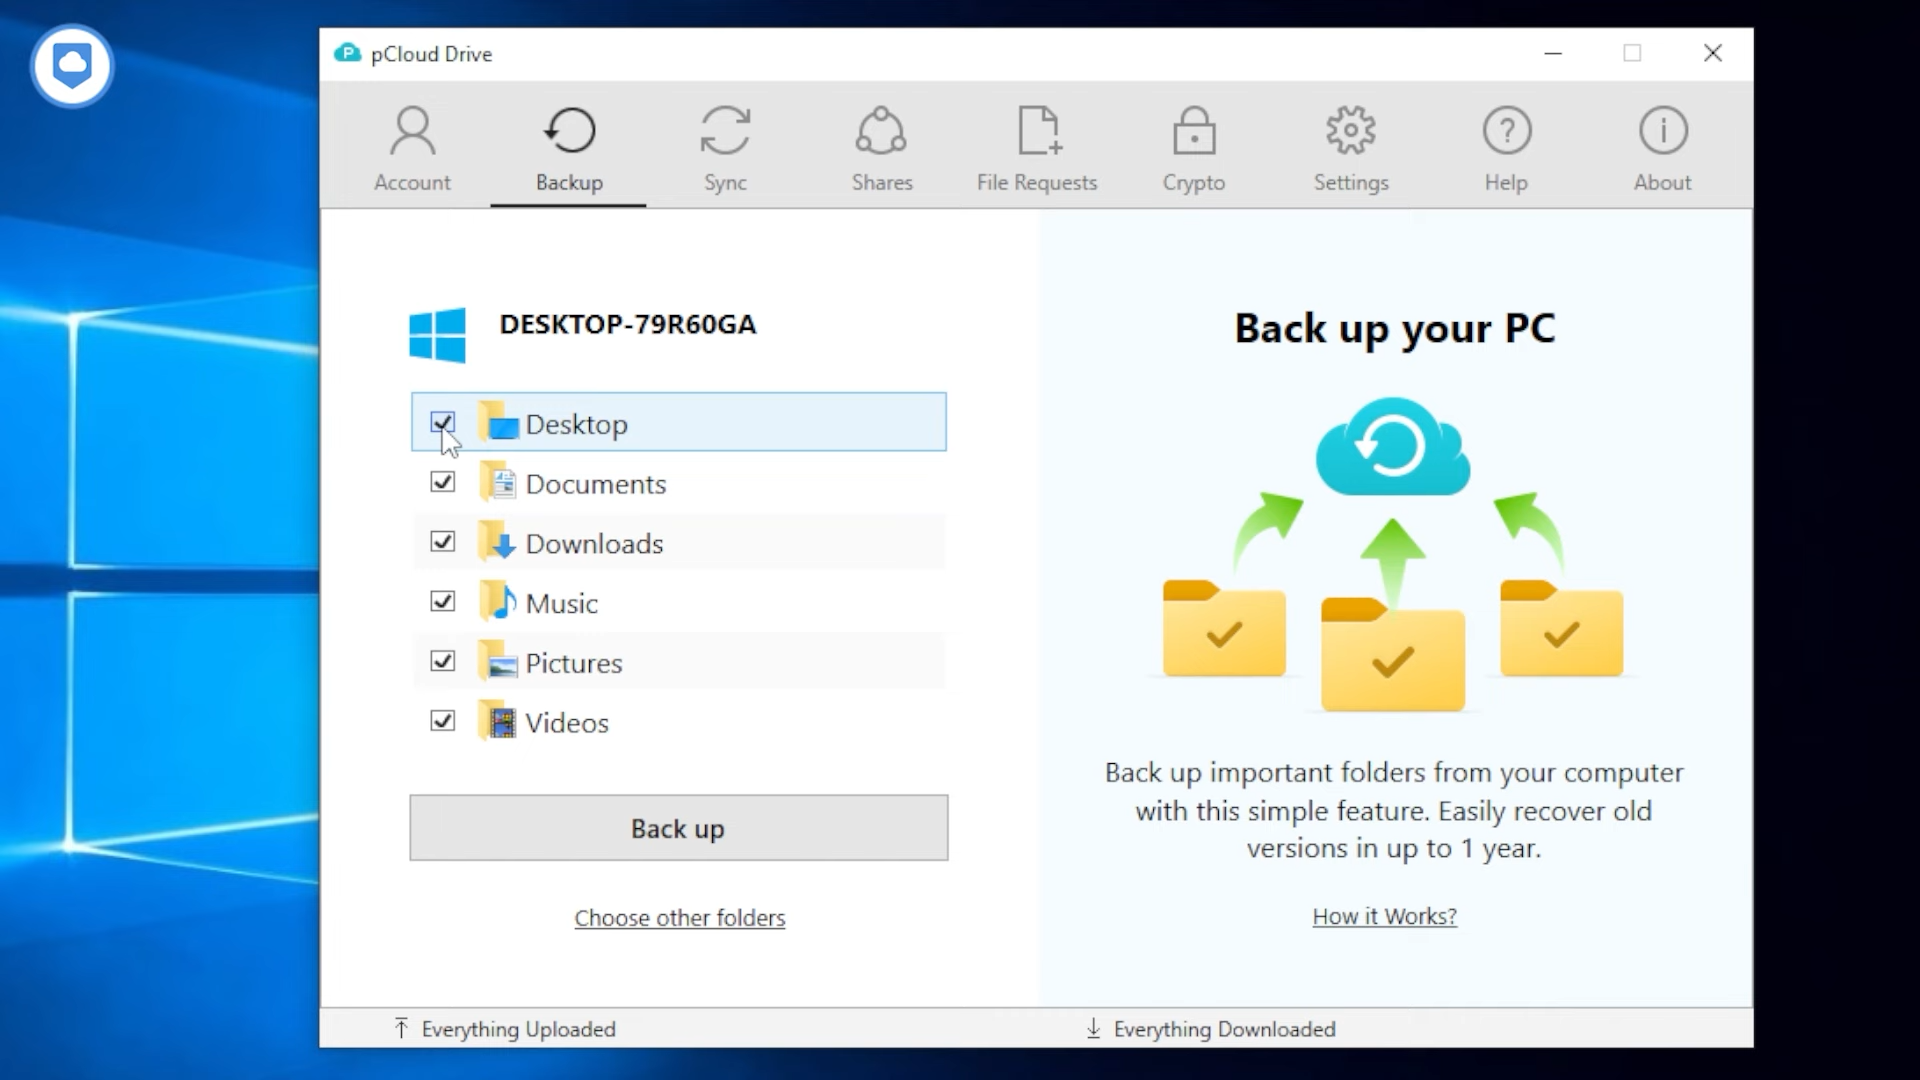 P pCloud Drive
Account
Backup
Sync
Shares
File Requests
Crypto
Settings
Help
About
DESKTOP-79R60GA
Desktop
Documents
Downloads
Music
Pictures
Videos
Back up
Choose other folders
Back up your PC
Back up important folders from your computer
with this simple feature. Easily recover old
versions in up to 1 year.
How it Works?
Everything Uploaded
Everything Downloaded